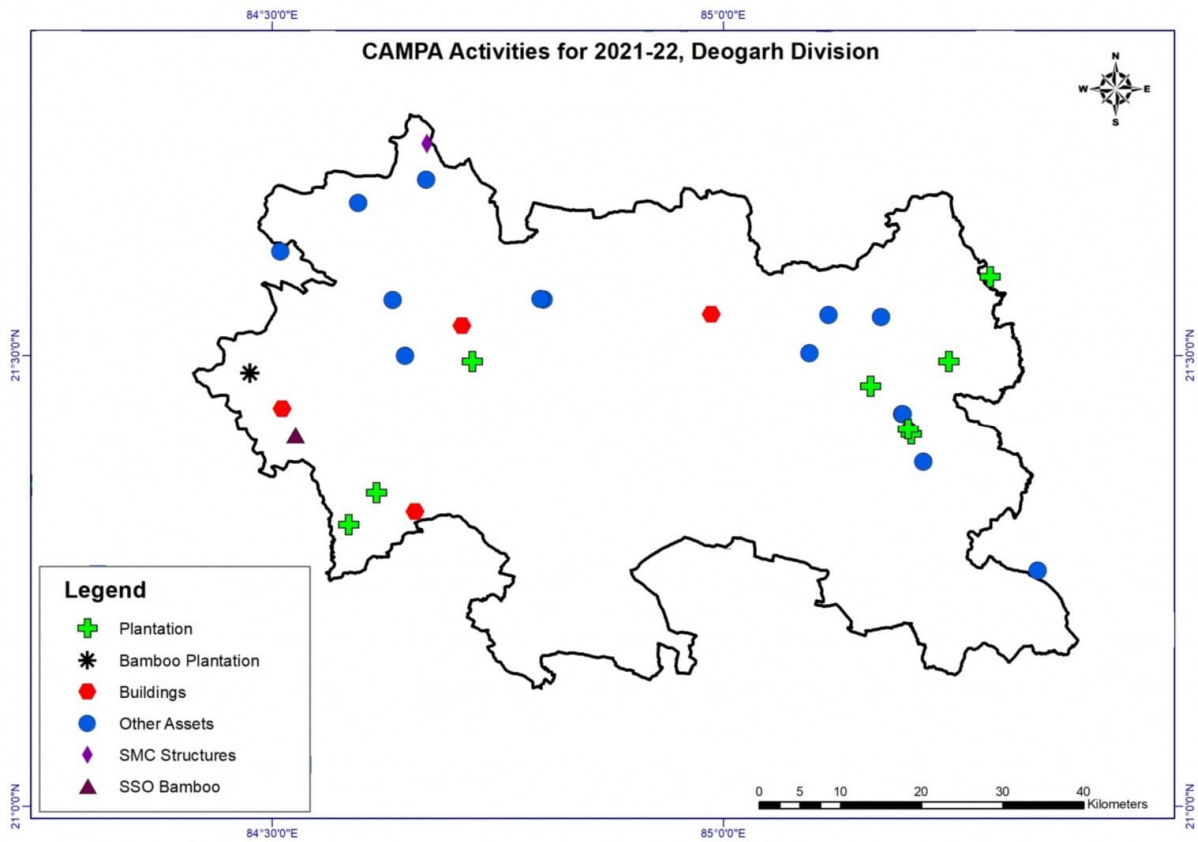 84°30'0"E 85°0'0"E
CAMPA Activities for 2021-22, Deogarh Division
N
W E
S
21°30'0"N 21°30'0"N
Legend
Plantation
Bamboo Plantation
Buildings
Other Assets
SMC Structures
SSO Bamboo
0 5 10 20 30 40
Kilometers
21°0'0"N 21°0'0"N
84°30'0"E 85°0'0"E